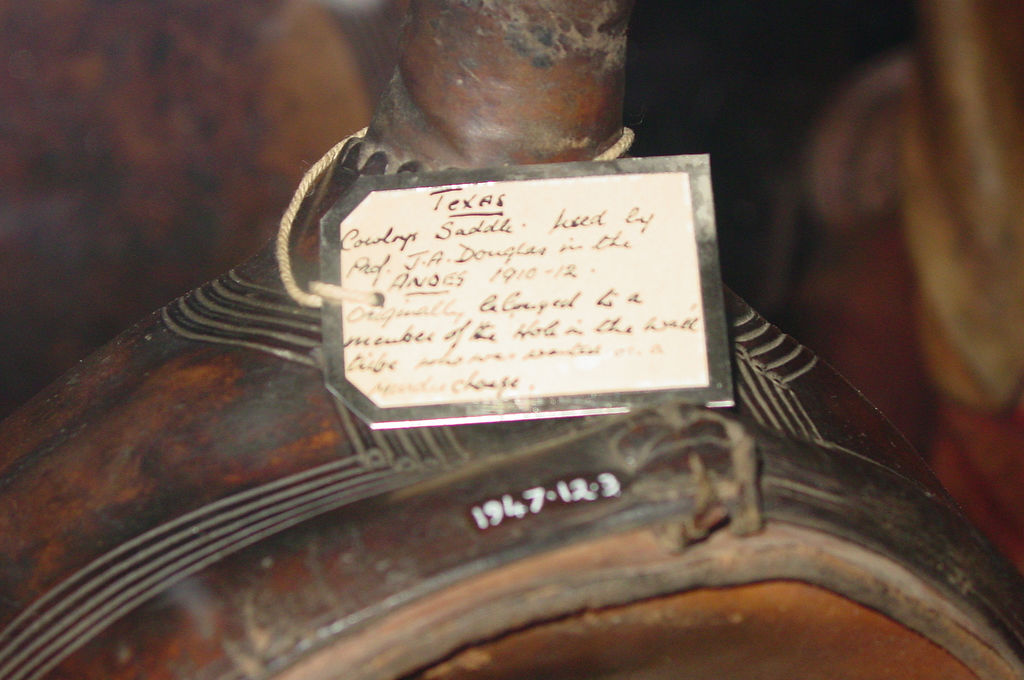 TEXAS
Cowboys Saddle. Used by
Prof. J.A. Douglas in the
ANDES 1910-12.
Originally belonged to a
member of the Hole in the Wall
tribe who was wanted on a
murder charge.
1947.12.3